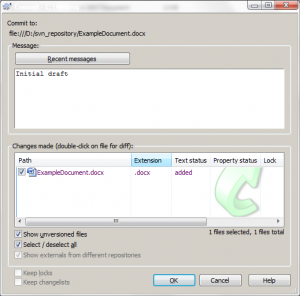 Commit to:
file:///D:/svn_repository/ExampleDocument.docx
Message:
Recent messages
Initial draft
Changes made (double-click on file for diff):
Path Extension Text status Property status Lock
ExampleDocument.docx .docx added
1 files selected, 1 files total
Show unversioned files
Select / deselect all
Show externals from different repositories
Keep locks
Keep changelists
OK Cancel Help